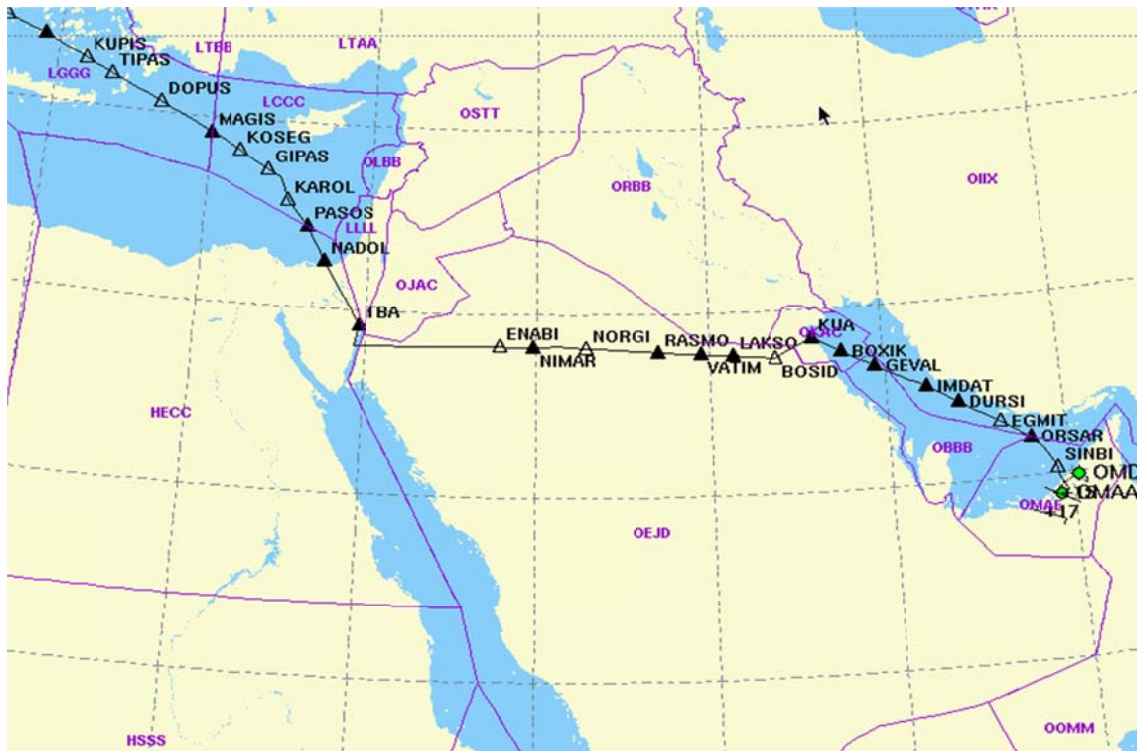 KUPIS
LTBB
LTAA
TIPAS
LGGG
DOPUS
LCCC
OSTT
MAGIS
KOSEG
GIPAS
OLBB
KAROL
ORBB
OIIX
PASOS
LLLL
NADOL
OJAC
TBA
ENABI
NORGI
RASMO
LAKSO
KUA
NIMAR
VATIM
BOSID
BOXIK
GEVAL
IMDAT
DURSI
HECC
EGMIT
OBBB
ORSAR
SINBI
OMD
OMAA
OMAE
+17
OEJD
HSSS
OOMM